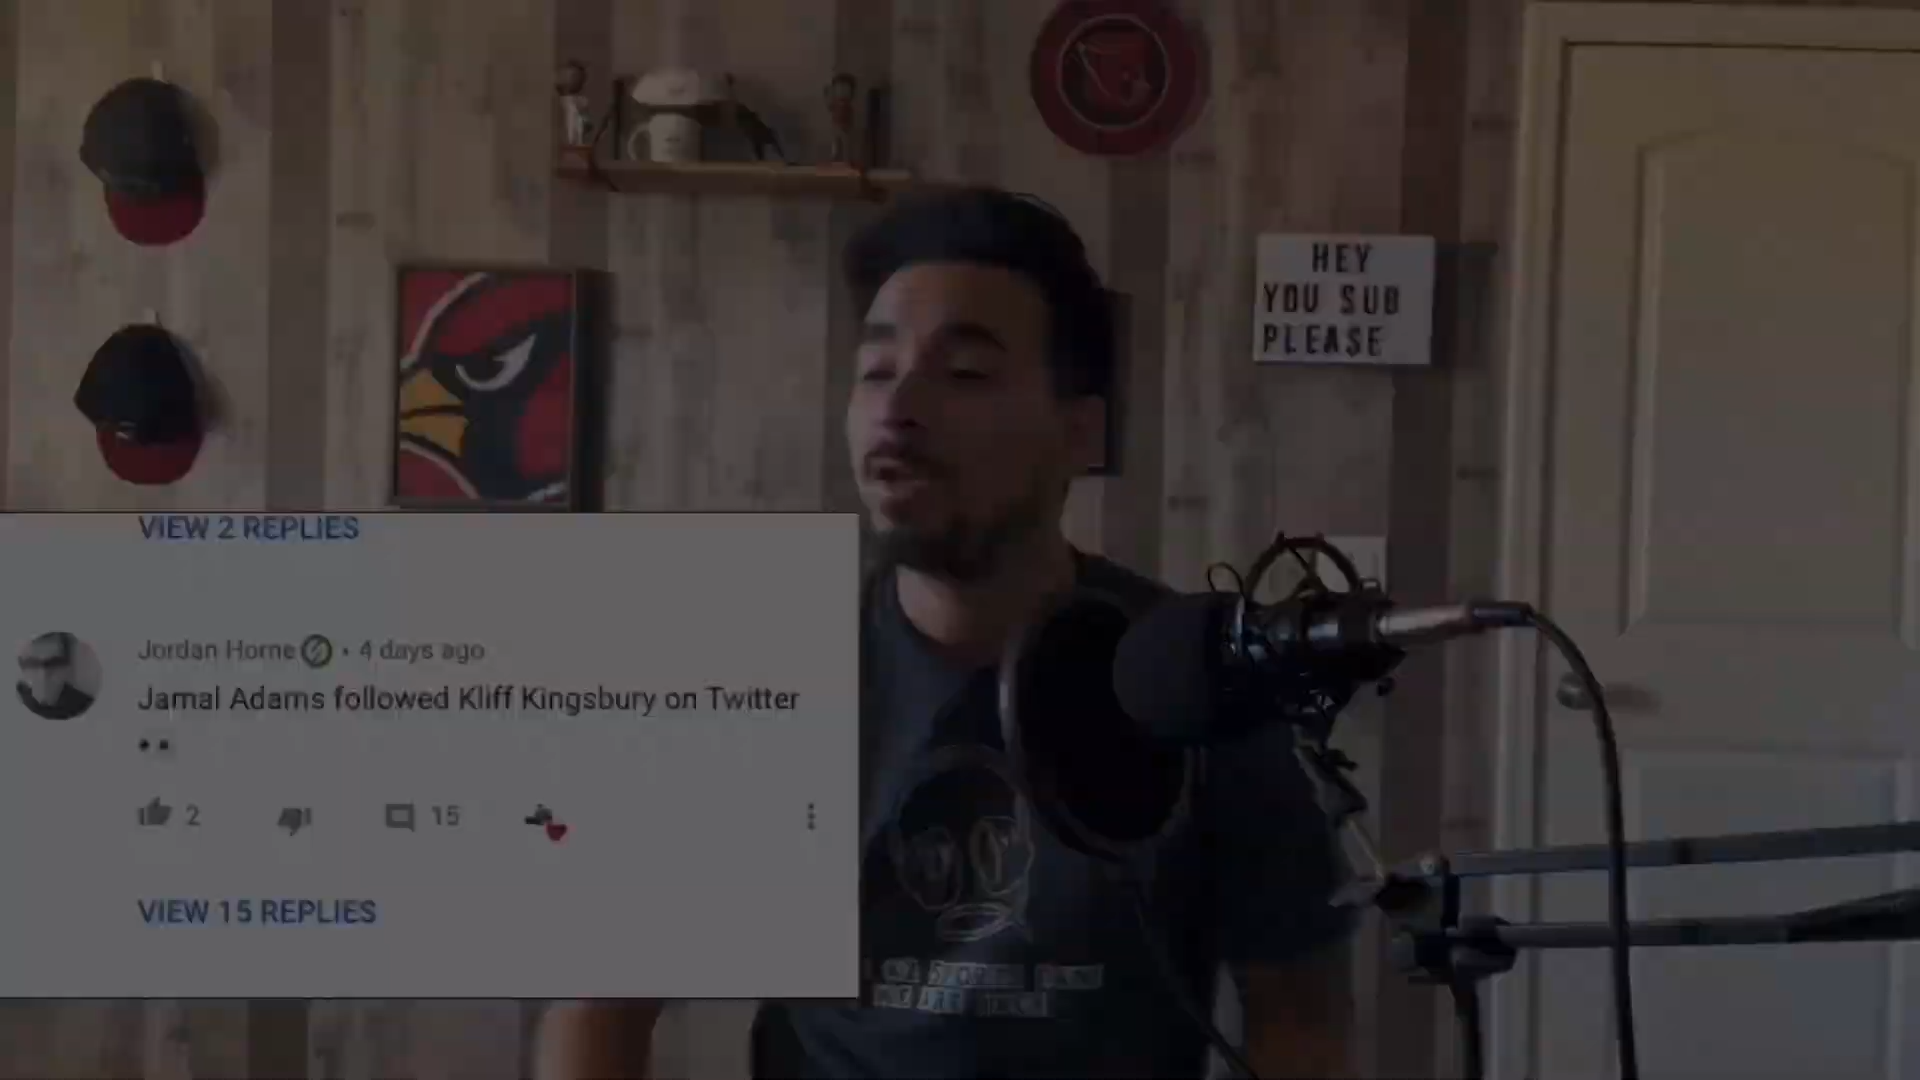 HEY
YOU SUB
PLEASE
VIEW 2 REPLIES
Jordan Horne • 4 days ago
Jamal Adams followed Kliff Kingsbury on Twitter
2
15
VIEW 15 REPLIES